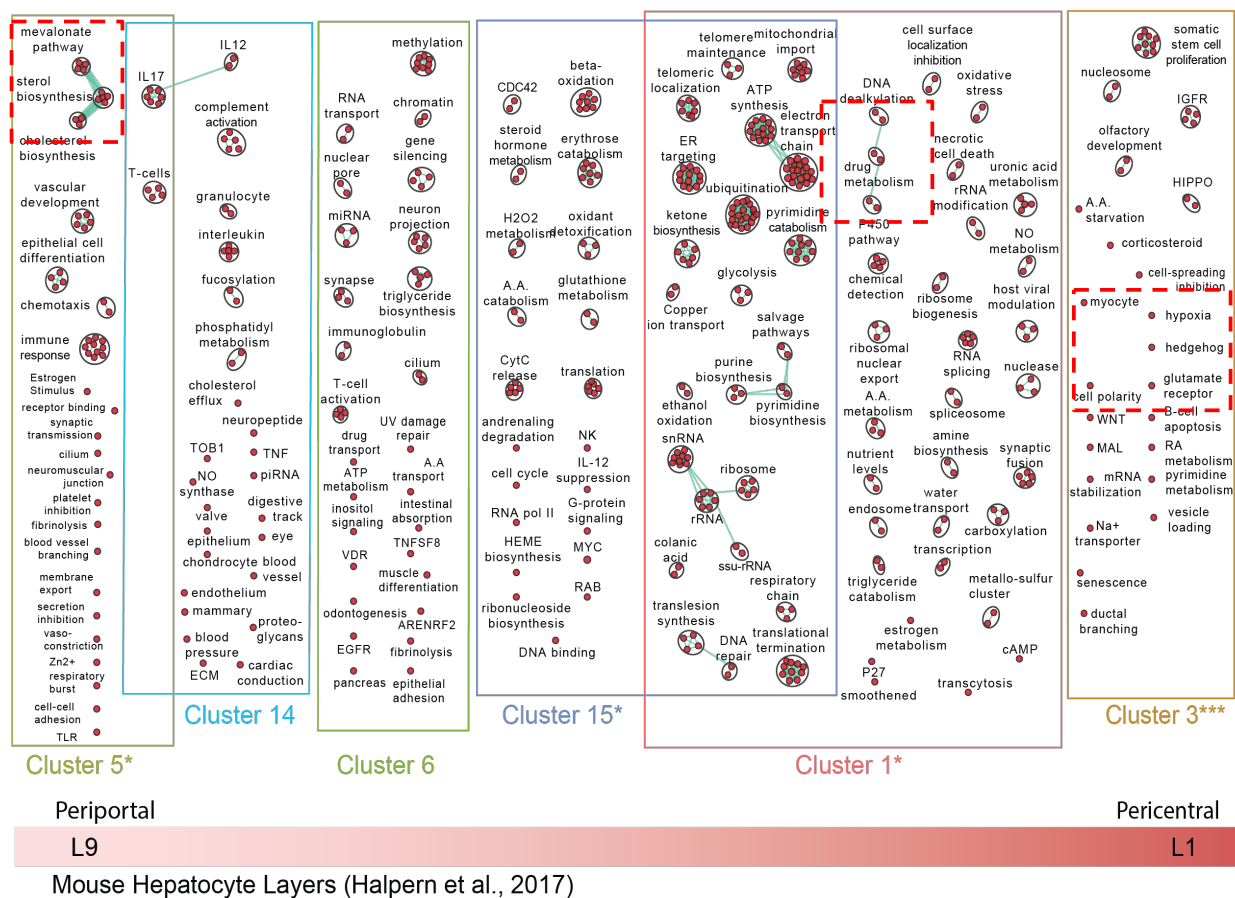 mevalonate
pathway
sterol
biosynthesis
cholesterol
biosynthesis
vascular
development
epithelial cell
differentiation
chemotaxis
immune
response
Estrogen
Stimulus
receptor binding
synaptic
transmission
cilium
neuromuscular
junction
platelet
inhibition
fibrinolysis
blood vessel
branching
membrane
export
secretion
inhibition
vaso-
constriction
Zn2+
respiratory
burst
cell-cell
adhesion
TLR
Cluster 5*
IL12
IL17
complement
activation
T-cells
granulocyte
interleukin
fucosylation
phosphatidyl
metabolism
cholesterol
efflux
neuropeptide
TOB1
TNF
NO
synthase
piRNA
digestive
track
valve
eye
epithelium
chondrocyte
blood
vessel
endothelium
mammary
proteo-
glycans
blood
pressure
ECM
cardiac
conduction
Cluster 14
methylation
RNA
transport
chromatin
gene
silencing
nuclear
pore
miRNA
neuron
projection
synapse
triglyceride
biosynthesis
immunoglobulin
cilium
T-cell
activation
UV damage
repair
drug
transport
A.A
transport
ATP
metabolism
intestinal
absorption
inositol
signaling
TNFSF8
VDR
muscle
differentiation
odontogenesis
ARENRF2
EGFR
fibrinolysis
pancreas
epithelial
adhesion
Cluster 6
CDC42
beta-
oxidation
steroid
hormone
metabolism
erythrose
catabolism
H2O2
metabolism
oxidant
detoxification
A.A.
catabolism
glutathione
metabolism
CytC
release
translation
andrenaling
degradation
NK
cell cycle
IL-12
suppression
RNA pol II
G-protein
signaling
HEME
biosynthesis
MYC
RAB
ribonucleoside
biosynthesis
DNA binding
Cluster 15*
telomere
maintenance
mitochondrial
import
telomeric
localization
ATP
synthesis
electron
transport
chain
ER
targeting
ubiquitination
ketone
biosynthesis
pyrimidine
catabolism
glycolysis
Copper
ion transport
salvage
pathways
purine
biosynthesis
ethanol
oxidation
pyrimidine
biosynthesis
snRNA
ribosome
rRNA
colanic
acid
ssu-rRNA
respiratory
chain
translesion
synthesis
DNA
repair
translational
termination
cell surface
localization
inhibition
DNA
dealkylation
oxidative
stress
drug
metabolism
necrotic
cell death
uronic acid
metabolism
rRNA
modification
P450
pathway
NO
metabolism
chemical
detection
ribosome
biogenesis
host viral
modulation
ribosomal
nuclear
export
RNA
splicing
nuclease
A.A.
metabolism
spliceosome
nutrient
levels
amine
biosynthesis
synaptic
fusion
endosome
water
transport
carboxylation
transcription
triglyceride
catabolism
metallo-sulfur
cluster
estrogen
metabolism
cAMP
P27
smoothened
transcytosis
Cluster 1*
somatic
stem cell
proliferation
nucleosome
IGFR
olfactory
development
HIPPO
A.A.
starvation
corticosteroid
cell-spreading
inhibition
myocyte
hypoxia
hedgehog
glutamate
receptor
cell polarity
WNT
B-cell
apoptosis
MAL
RA
metabolism
mRNA
stabilization
pyrimidine
metabolism
Na+
transporter
vesicle
loading
senescence
ductal
branching
Cluster 3***
Periportal
Pericentral
L9
L1
Mouse Hepatocyte Layers (Halpern et al., 2017)